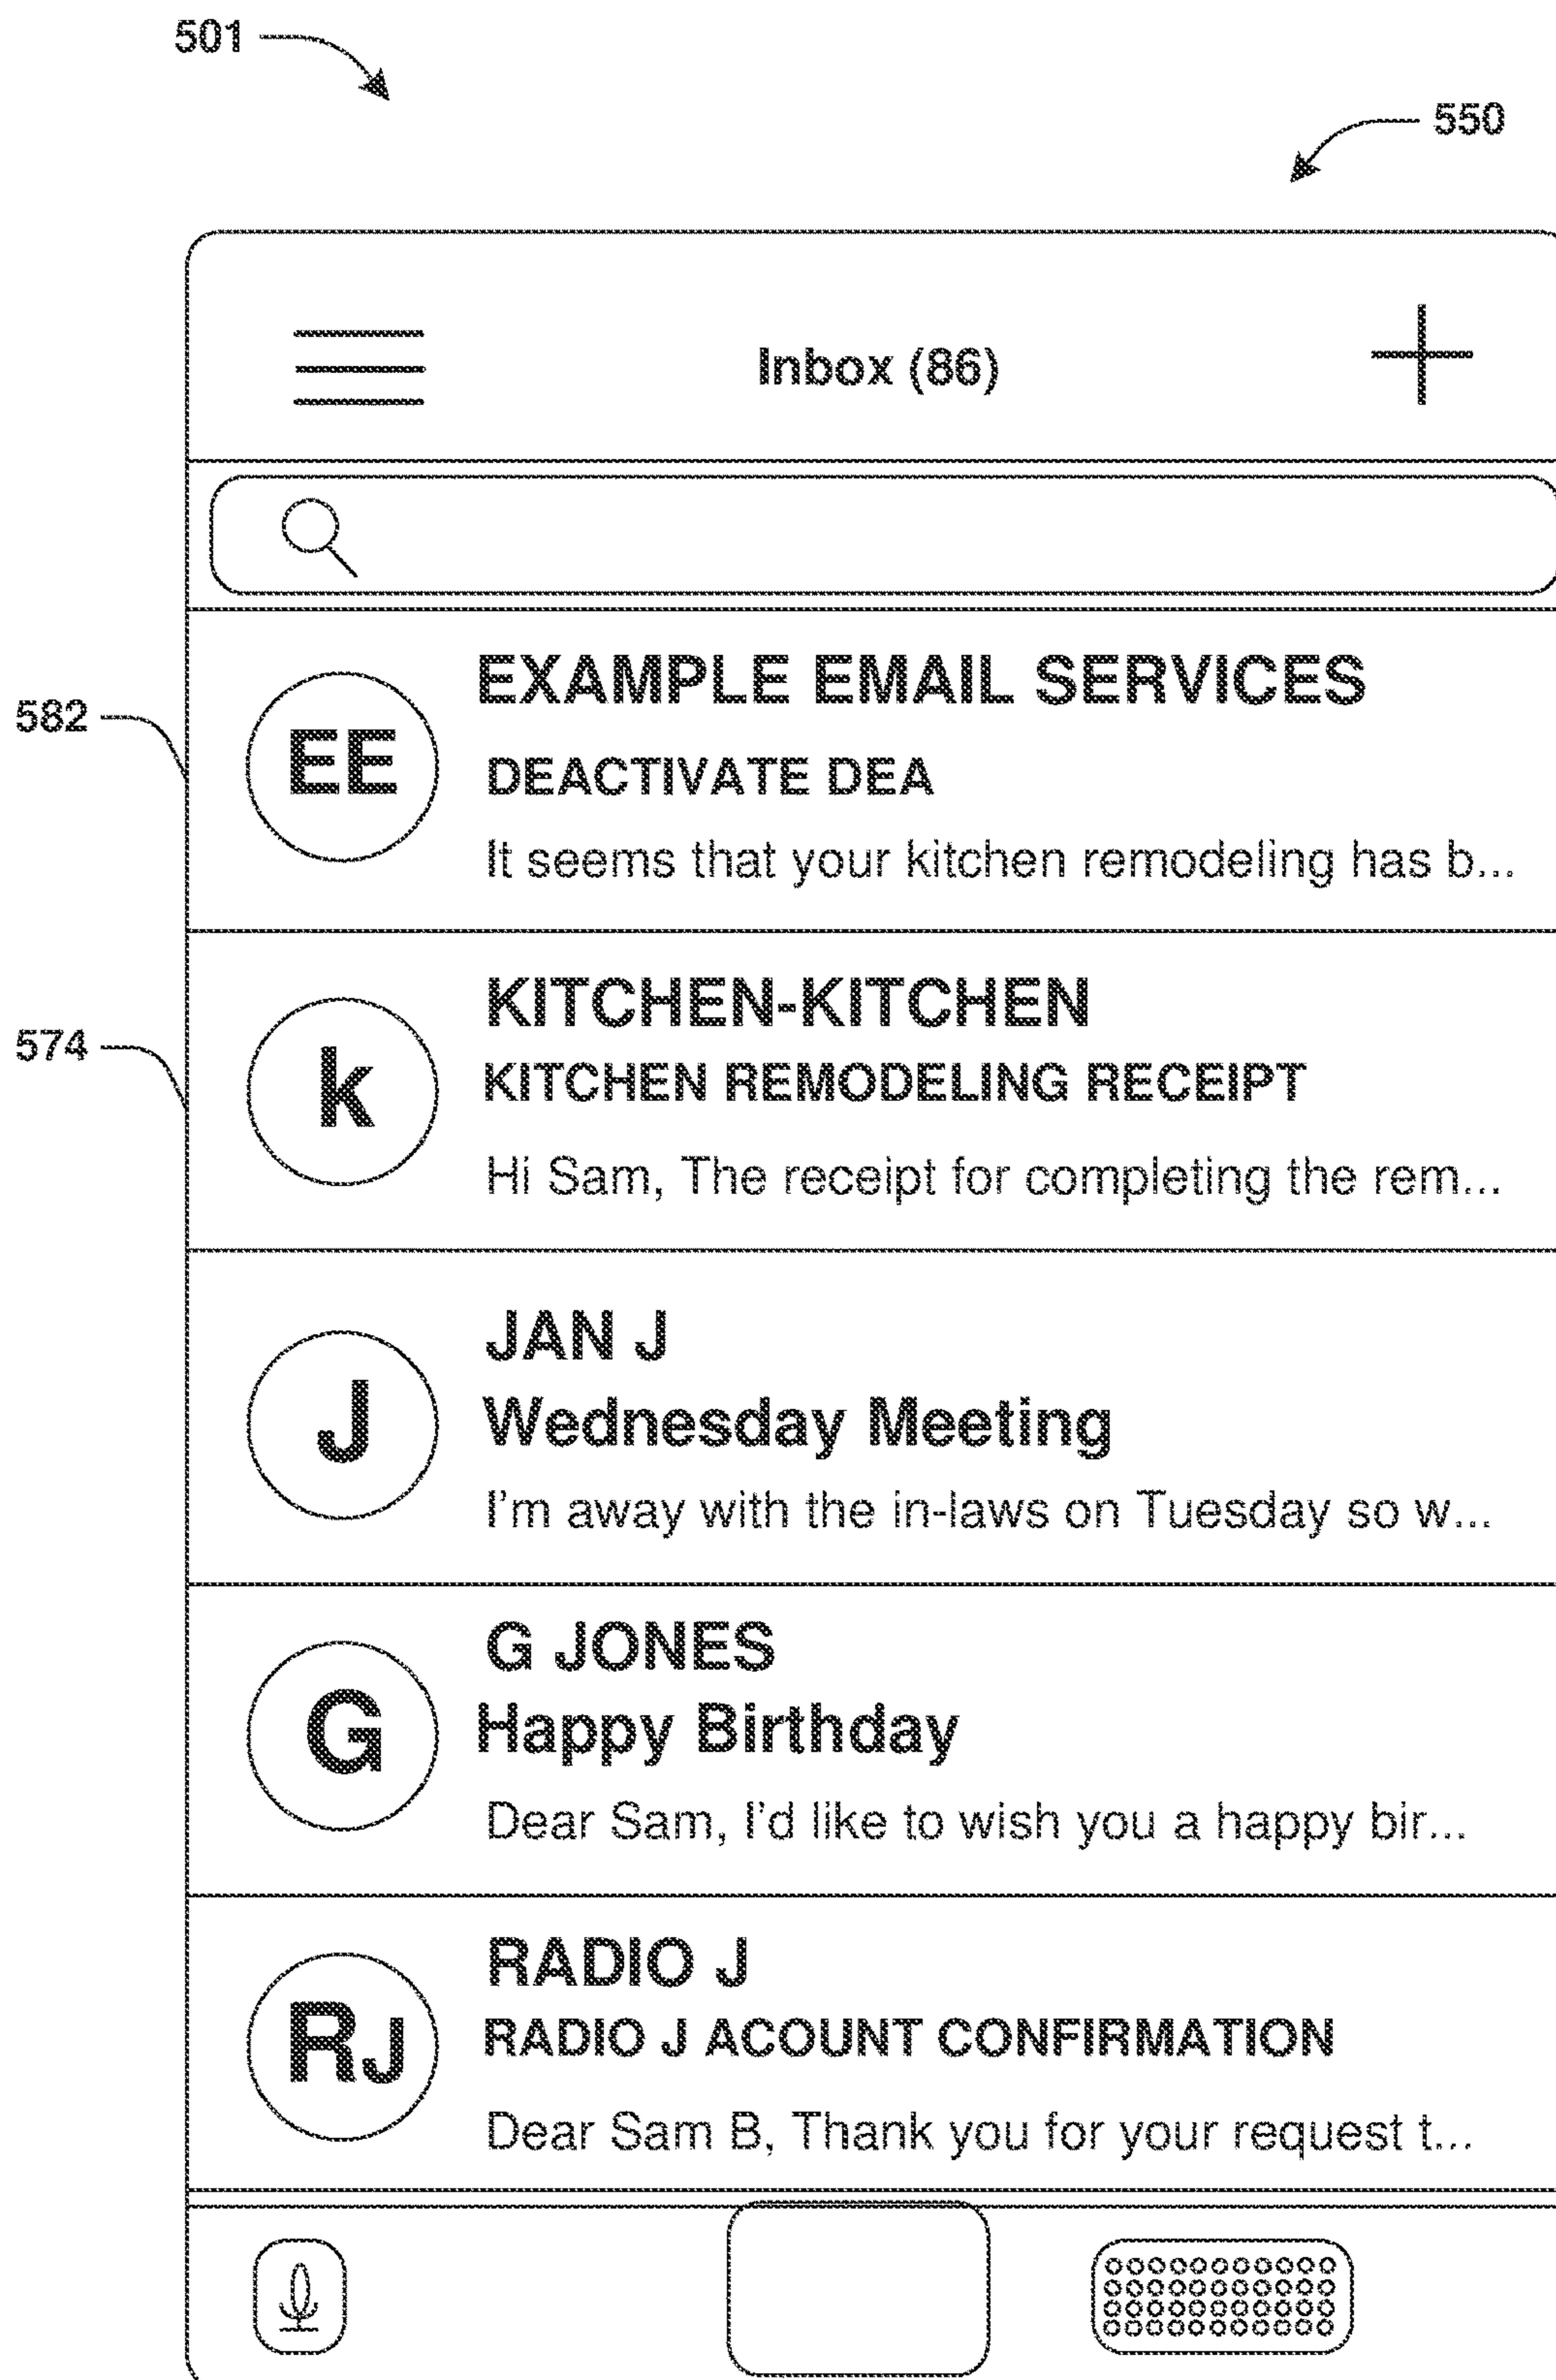 501
550
Inbox (86)
EXAMPLE EMAIL SERVICES
582
EE
DEACTIVATE DEA
It seems that your kitchen remodeling has b...
KITCHEN-KITCHEN
574
k
KITCHEN REMODELING RECEIPT
Hi Sam, The receipt for completing the rem...
JAN J
J
Wednesday Meeting
I'm away with the in-laws on Tuesday so w...
G JONES
G
Happy Birthday
Dear Sam, I'd like to wish you a happy bir...
RADIO J
RJ
RADIO J ACOUNT CONFIRMATION
Dear Sam B, Thank you for your request t...